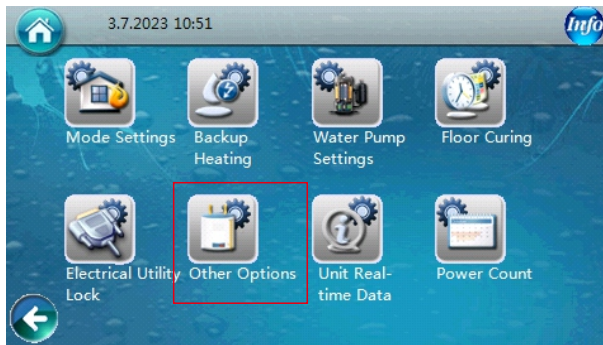 3.7.2023 10:51
Info
Mode Settings
Backup
Heating
Water Pump
Settings
Floor Curing
Electrical Utility
Lock
Other Options
Unit Real-
time Data
Power Count